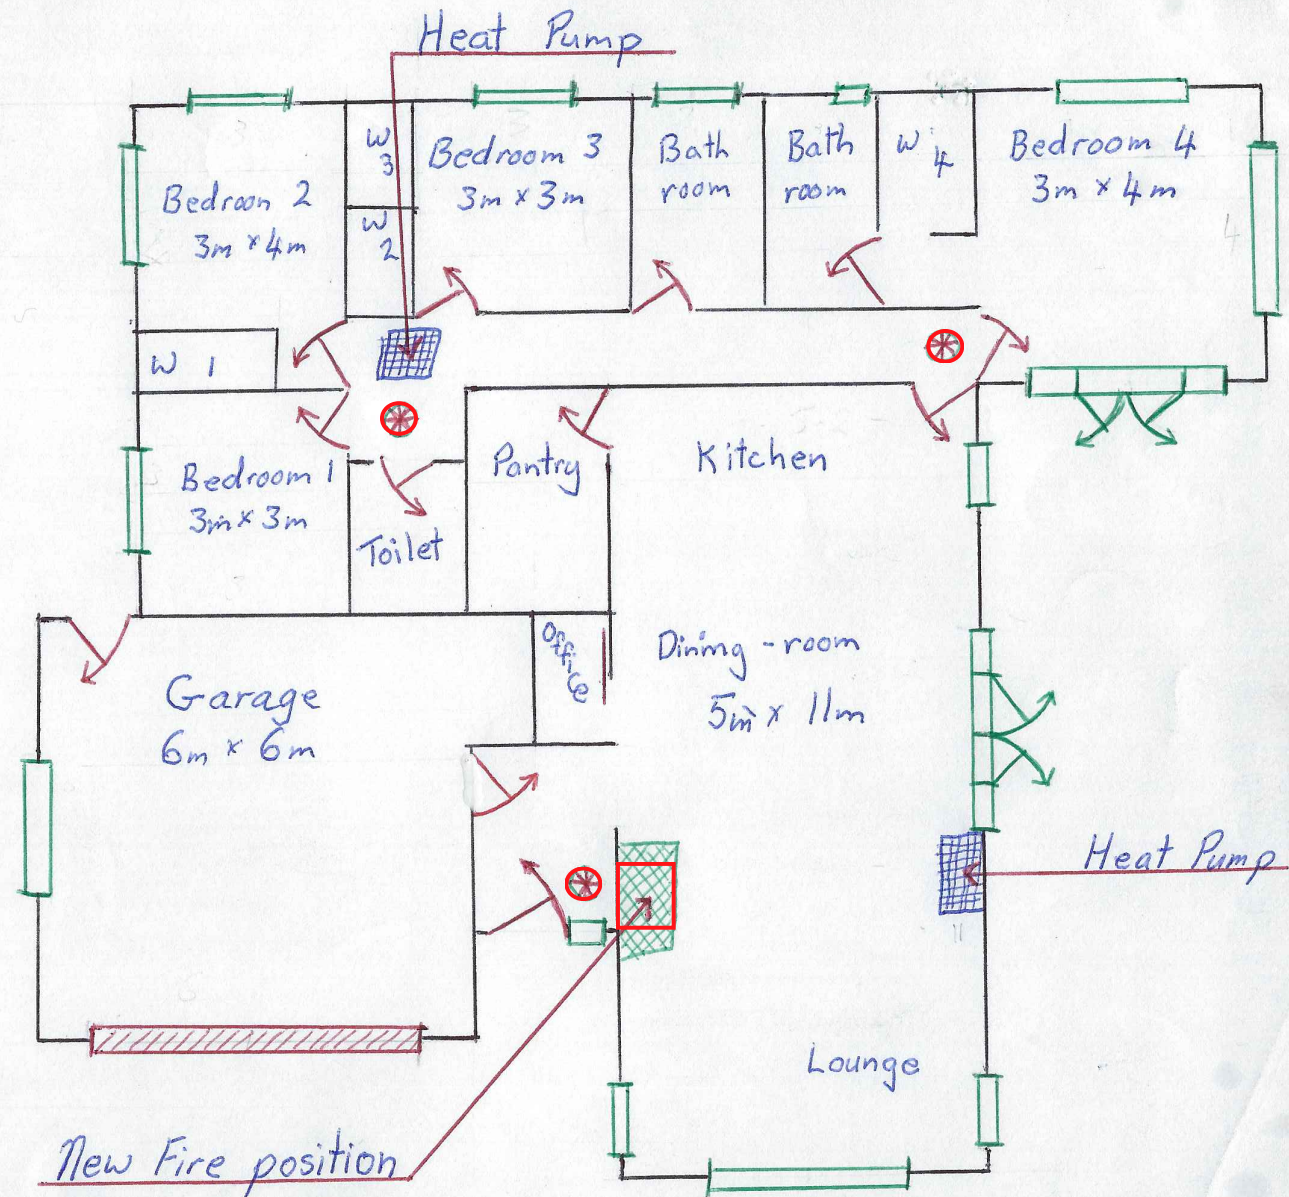 Heat Pump
W
3
Bedroom 3
3m x 3m
Bath
room
Bath
room
W
4
Bedroom 4
3m x 4m
Bedroon 2
3m x 4m
W
2
W 1
Bedroom 1
3m x 3m
Toilet
Pantry
Kitchen
Office
Dining-room
5m x 11m
Garage
6m x 6m
Heat Pump
Lounge
New Fire position